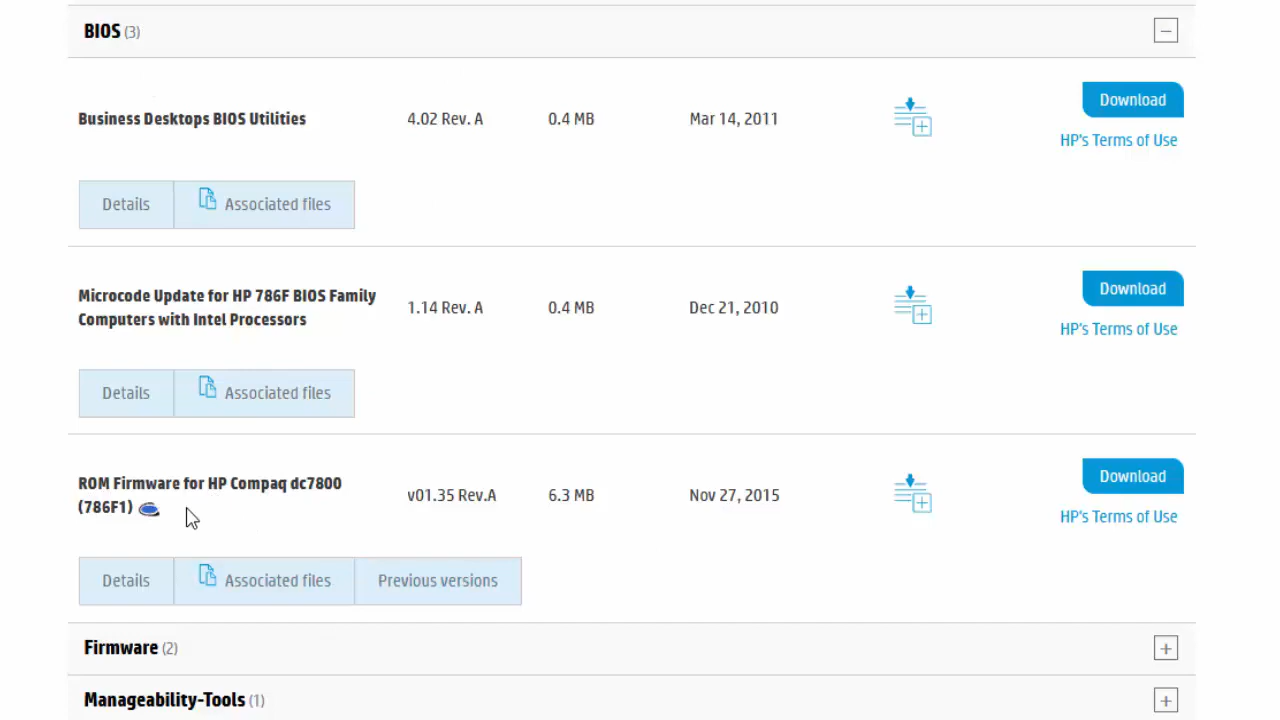 BIOS (3)
Business Desktops BIOS Utilities 4.02 Rev. A 0.4 MB Mar 14, 2011 Download
HP's Terms of Use
Details Associated files
Microcode Update for HP 786F BIOS Family
Computers with Intel Processors 1.14 Rev. A 0.4 MB Dec 21, 2010 Download
HP's Terms of Use
Details Associated files
ROM Firmware for HP Compaq dc7800
(786F1) v01.35 Rev.A 6.3 MB Nov 27, 2015 Download
HP's Terms of Use
Details Associated files Previous versions
Firmware (2)
Manageability-Tools (1)